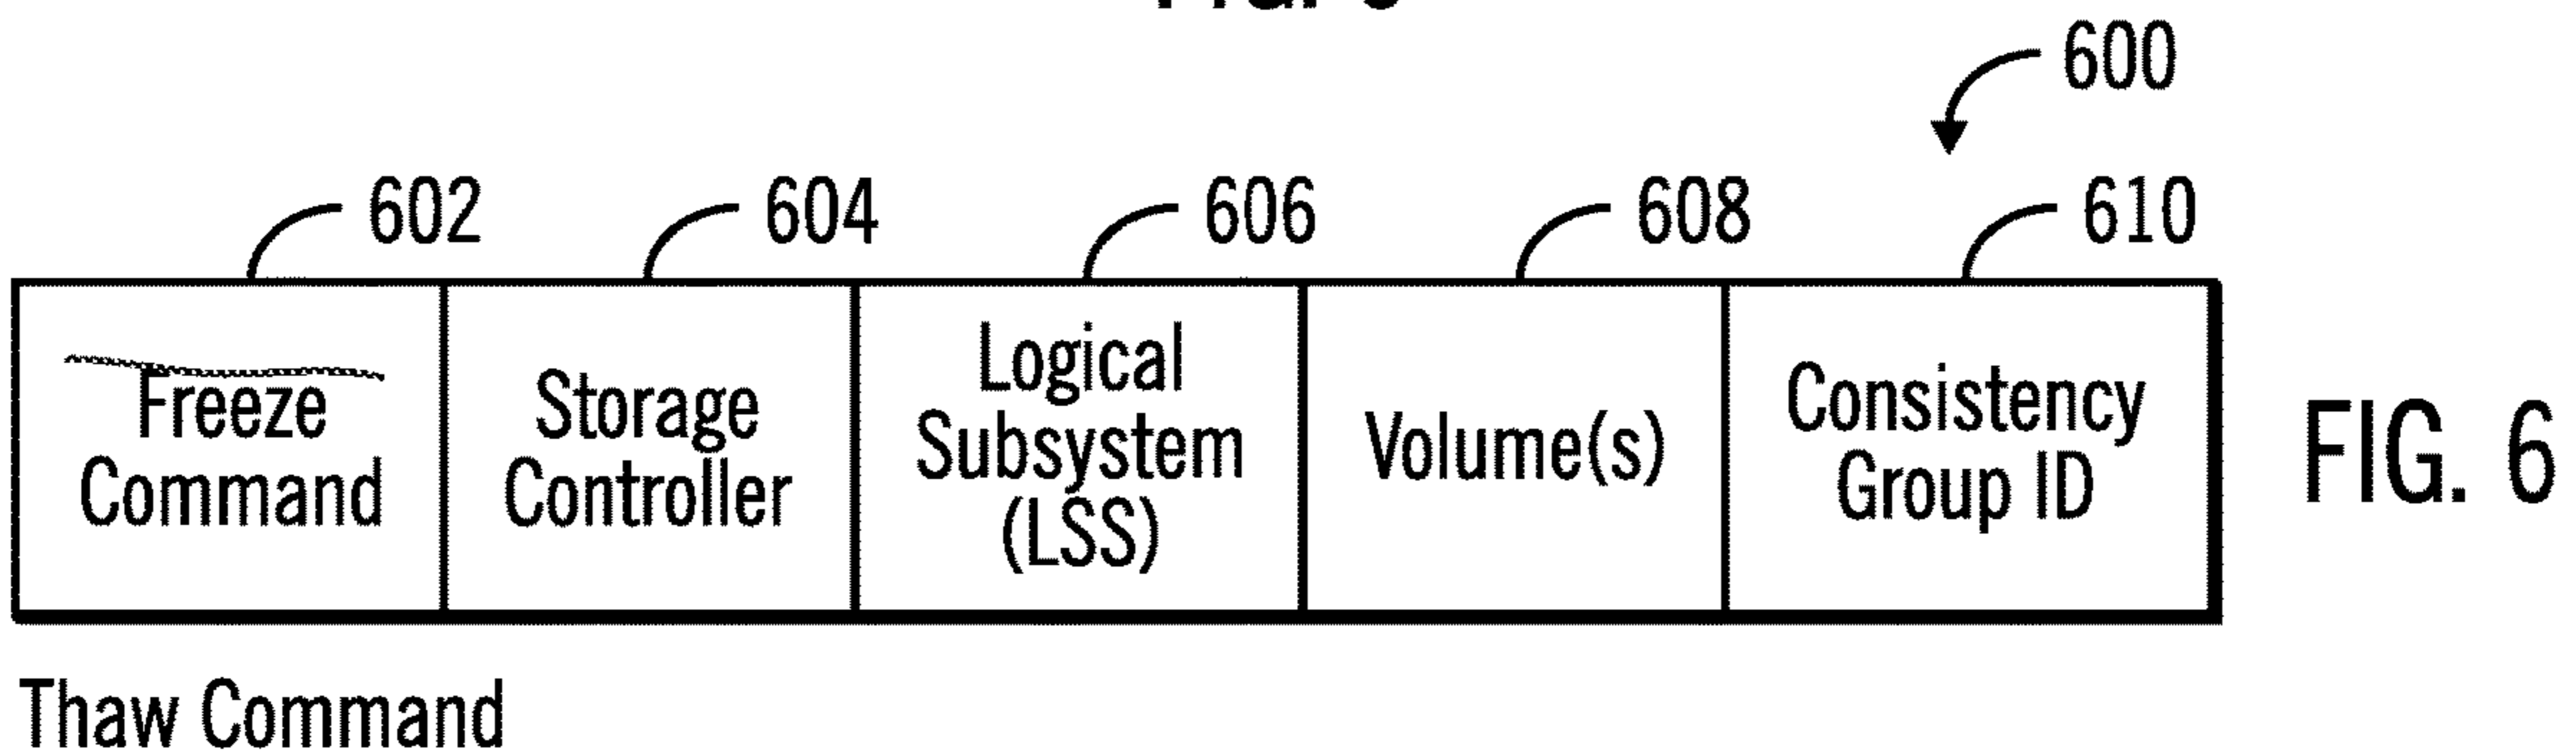 600
602
604
606
608
610
Freeze
Command
Storage
Controller
Logical
Subsystem
(LSS)
Volume(s)
Consistency
Group ID
FIG. 6
Thaw Command